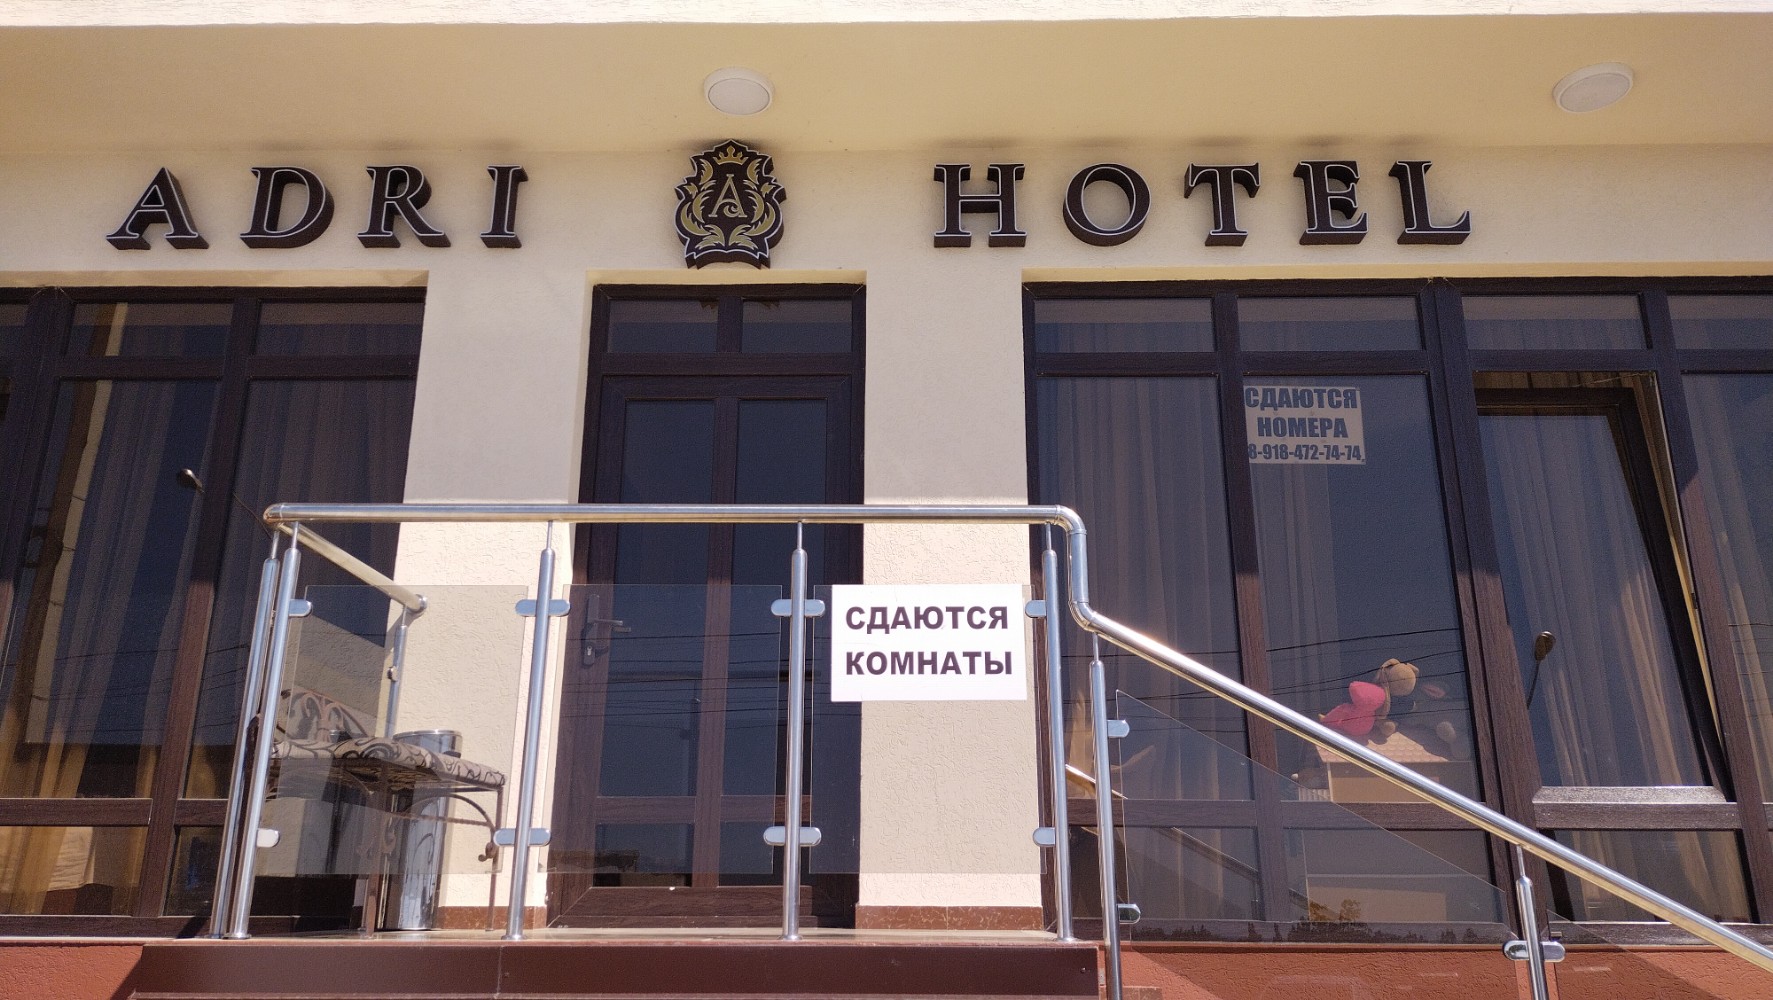 ADRI A HOTEL
СДАЮТСЯ
НОМЕРА
8-918-472-74-74
СДАЮТСЯ
КОМНАТЫ